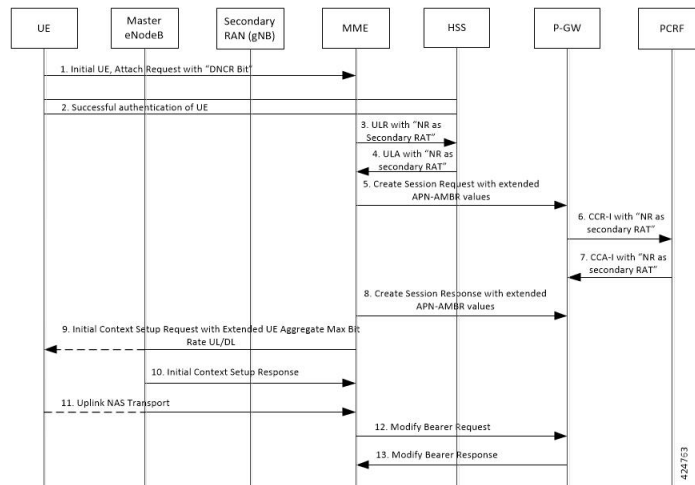 UE
Master
eNodeB
Secondary
RAN (gNB)
MME
HSS
P-GW
PCRF
1. Initial UE, Attach Request with "DNCR Bit"
2. Successful authentication of UE
3. ULR with "NR as
Secondary RAT"
4. ULA with "NR as
secondary RAT"
5. Create Session Request with extended
APN-AMBR values
6. CCR-I with "NR as
secondary RAT"
7. CCA-I with "NR as
secondary RAT"
8. Create Session Response with extended
APN-AMBR values
9. Initial Context Setup Request with Extended UE Aggregate Max Bit
Rate UL/DL
10. Initial Context Setup Response
11. Uplink NAS Transport
12. Modify Bearer Request
13. Modify Bearer Response
424763